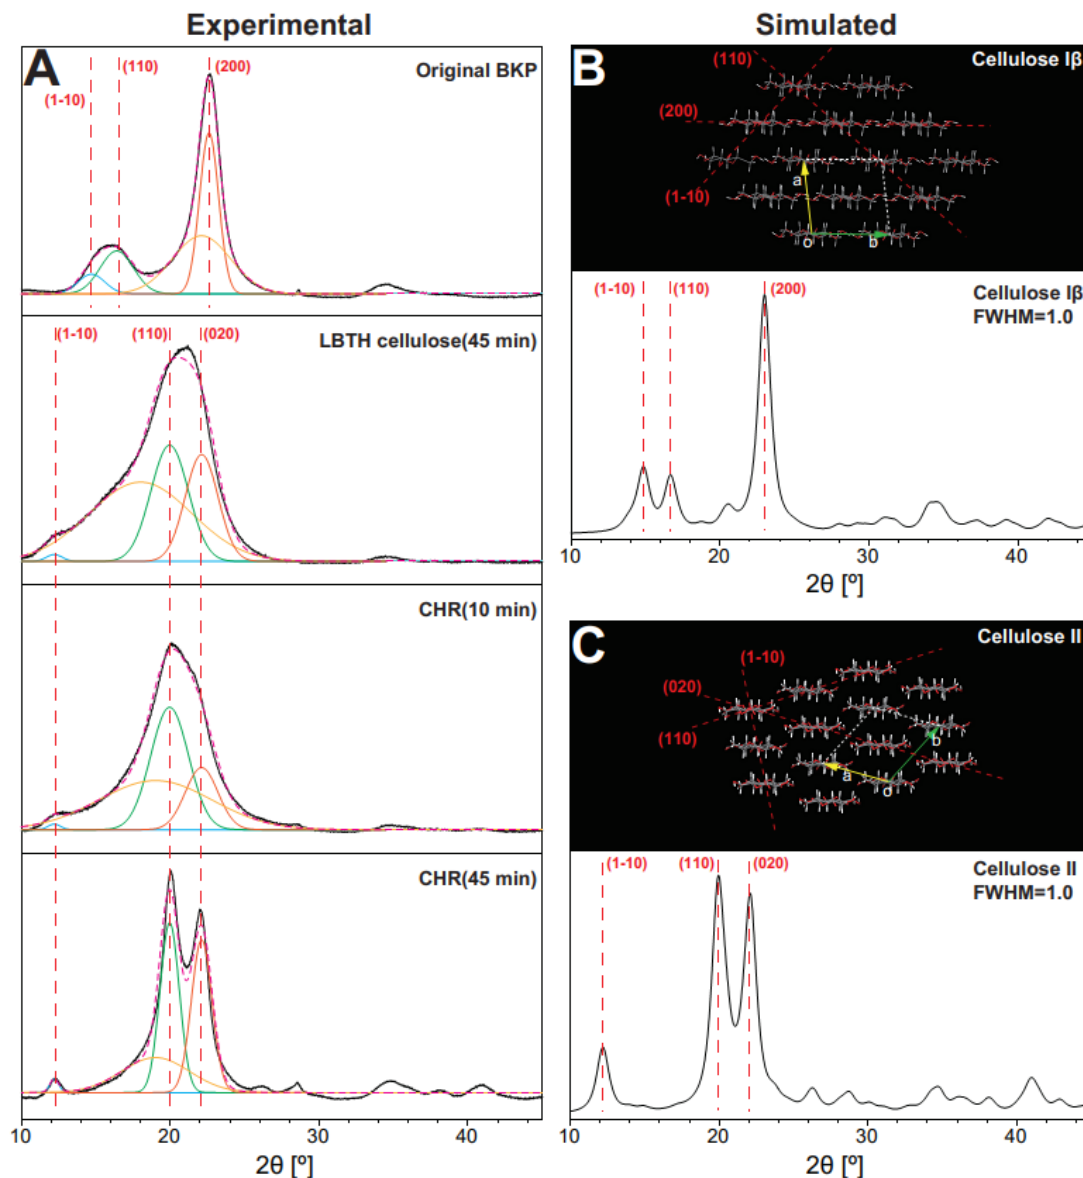 Experimental
A
Original BKP
(1-10)
(110)
(200)
LBTH cellulose(45 min)
(1-10)
(110)
(020)
CHR(10 min)
CHR(45 min)
10
20
30
40
2θ [º]
Simulated
B
Cellulose Iβ
(110)
(200)
(1-10)
a
o
b
Cellulose Iβ
FWHM=1.0
(1-10)
(110)
(200)
10
20
30
40
2θ [º]
C
Cellulose II
(1-10)
(020)
(110)
a
o
b
Cellulose II
FWHM=1.0
(1-10)
(110)
(020)
10
20
30
40
2θ [º]